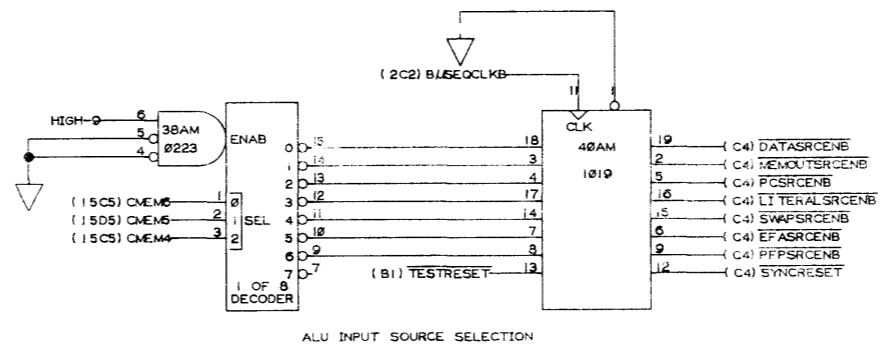 (2C2) B/USEQCLKB
11 1
CLK
HIGH-9 6
5
4
38AM
0223
ENAB
0 15 18 40AM 19 (C4) DATASRCENB
1 14 3 2 (C4) MEMOUTSRCENB
2 13 4 1019 5 (C4) PCSRCENB
(15C5) CMEM6 1 0 3 12 17 16 (C4) LITERALSRCENB
(15D5) CMEM5 2 1 SEL 4 11 14 15 (C4) SWAPSRCENB
(15C5) CMEM4 3 2 5 10 7 6 (C4) EFASRCENB
6 9 8 9 (C4) PFPSRCENB
7 7 (B1) TESTRESET 13 12 (C4) SYNCRESET
1 OF 8
DECODER
ALU INPUT SOURCE SELECTION